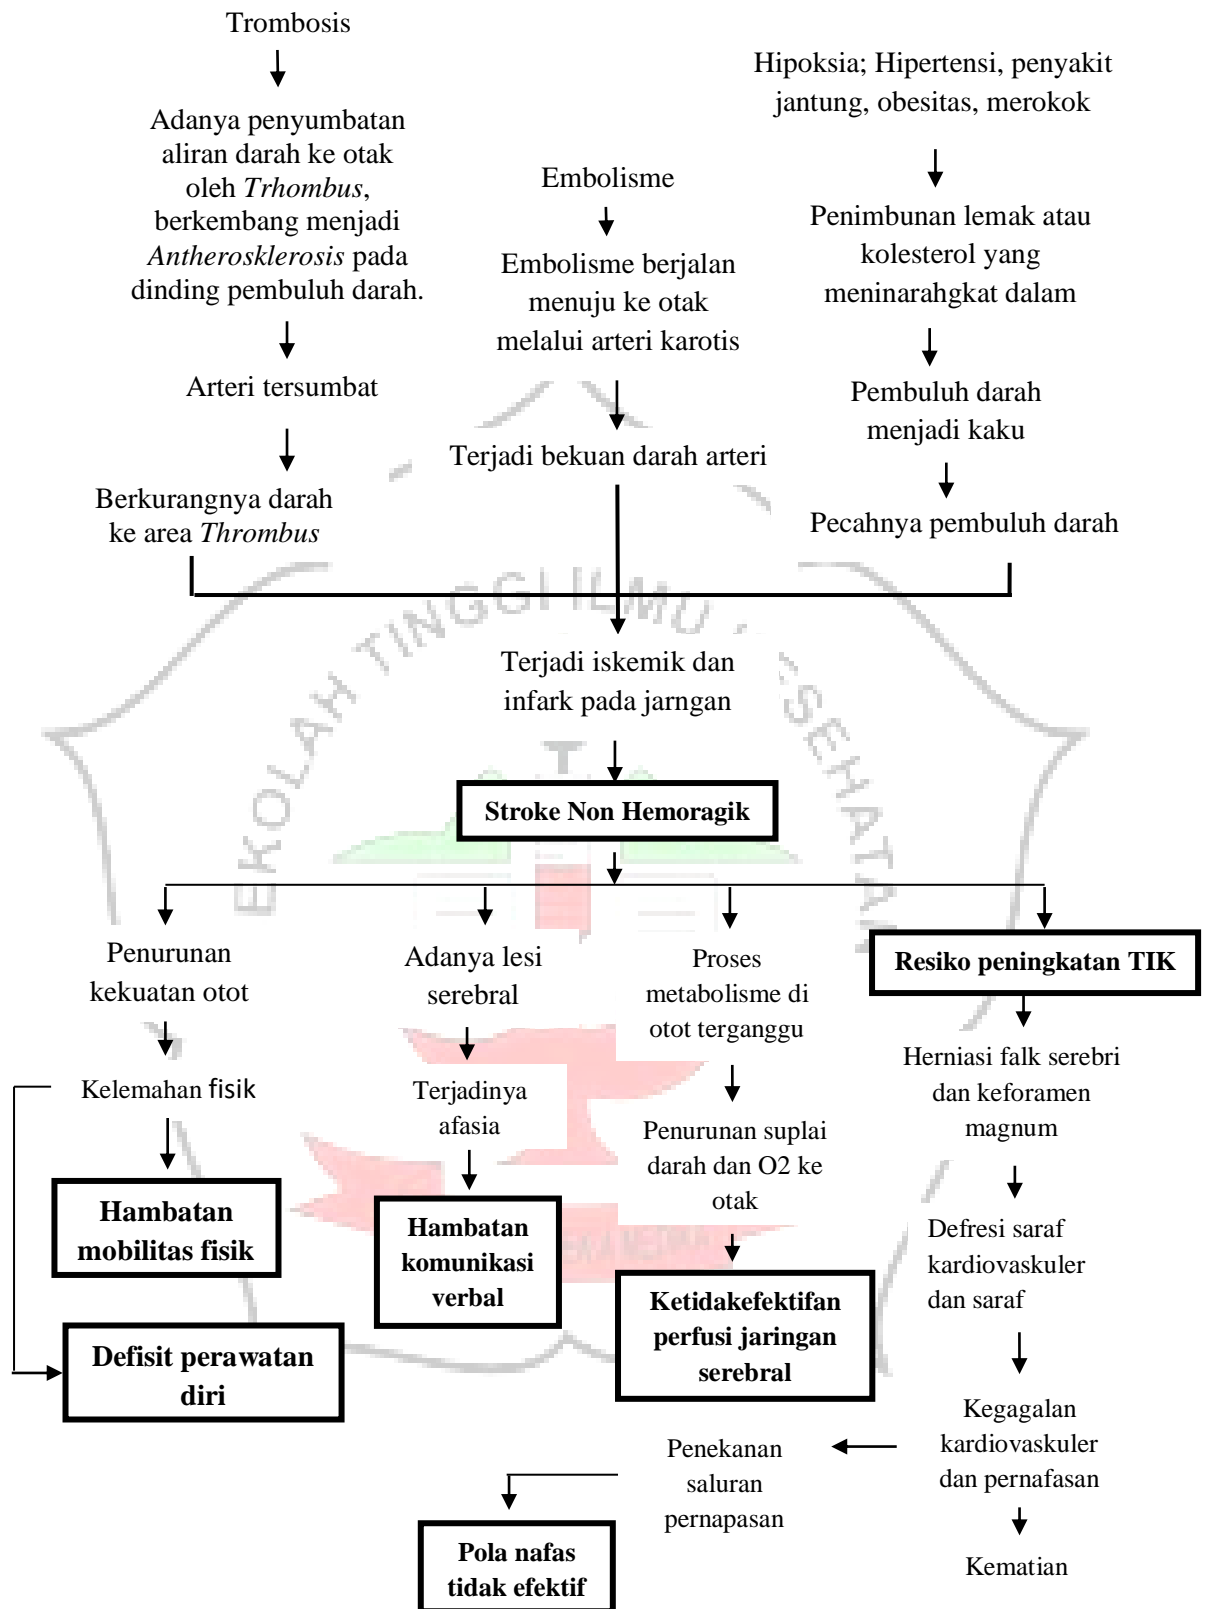 Trombosis
Adanya penyumbatan
aliran darah ke otak
oleh Trhombus,
berkembang menjadi
Antherosklerosis pada
dinding pembuluh darah.
Arteri tersumbat
Berkurangnya darah
ke area Thrombus
Embolisme
Embolisme berjalan
menuju ke otak
melalui arteri karotis
Terjadi bekuan darah arteri
Hipoksia; Hipertensi, penyakit
jantung, obesitas, merokok
Penimbunan lemak atau
kolesterol yang
meninarahgkat dalam
Pembuluh darah
menjadi kaku
Pecahnya pembuluh darah
EKOLAH TINGGI ILMU
ESEHATAN
Terjadi iskemik dan
infark pada jarngan
Stroke Non Hemoragik
Penurunan
kekuatan otot
Kelemahan fisik
Hambatan
mobilitas fisik
Defisit perawatan
diri
Adanya lesi
serebral
Terjadinya
afasia
Hambatan
komunikasi
verbal
Proses
metabolisme di
otot terganggu
Penurunan suplai
darah dan O2 ke
otak
Ketidakefektifan
perfusi jaringan
serebral
Resiko peningkatan TIK
Herniasi falk serebri
dan keforamen
magnum
Defresi saraf
kardiovaskuler
dan saraf
Kegagalan
kardiovaskuler
dan pernafasan
Penekanan
saluran
pernapasan
Pola nafas
tidak efektif
Kematian